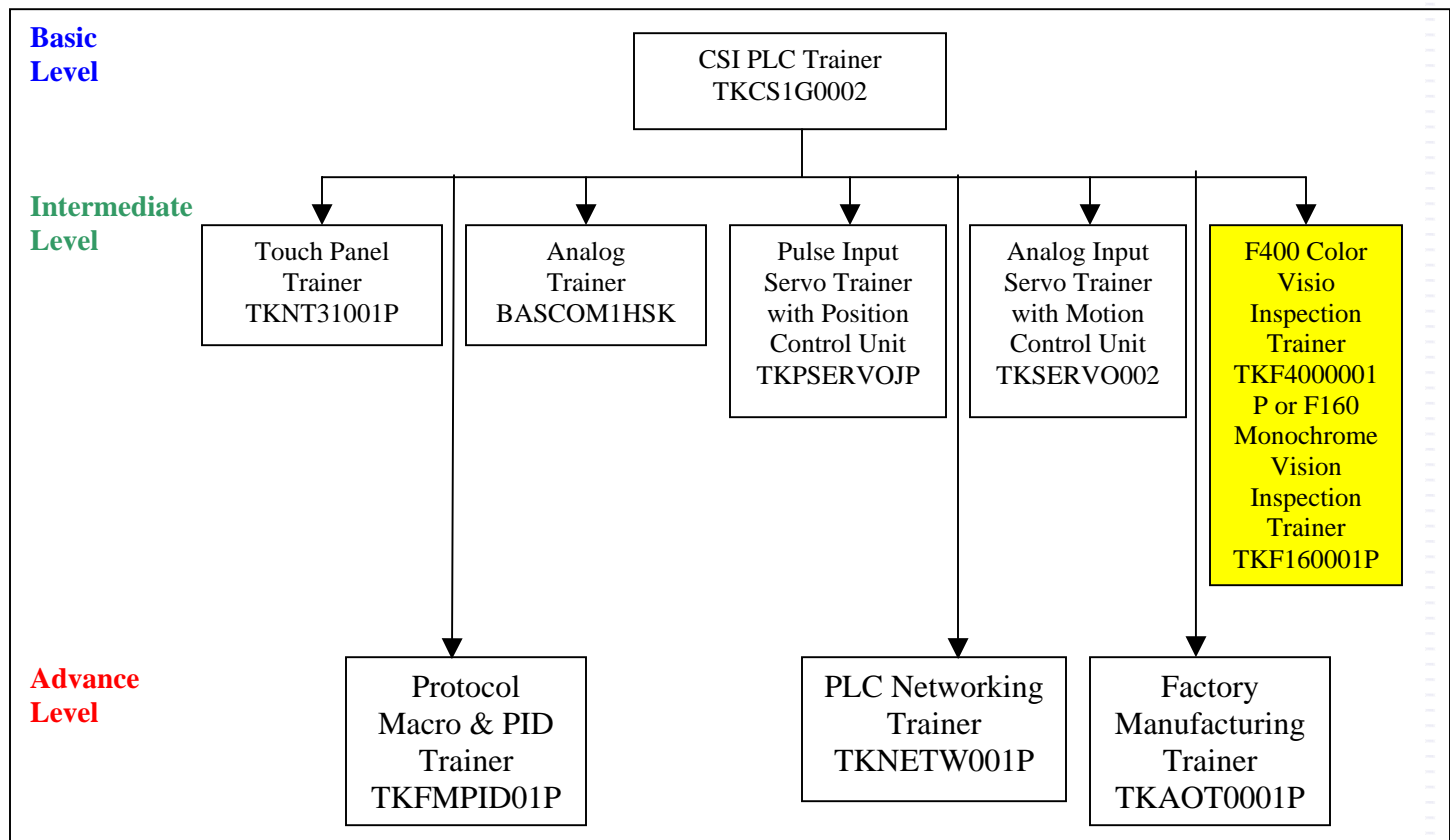 Basic
Level
CSI PLC Trainer
TKCS1G0002
Intermediate
Level
Touch Panel
Trainer
TKNT31001P
Analog
Trainer
BASCOM1HSK
Pulse Input
Servo Trainer
with Position
Control Unit
TKPSERVOJP
Analog Input
Servo Trainer
with Motion
Control Unit
TKSERVO002
F400 Color
Visio
Inspection
Trainer
TKF4000001
P or F160
Monochrome
Vision
Inspection
Trainer
TKF160001P
Advance
Level
Protocol
Macro & PID
Trainer
TKFMPID01P
PLC Networking
Trainer
TKNETW001P
Factory
Manufacturing
Trainer
TKAOT0001P